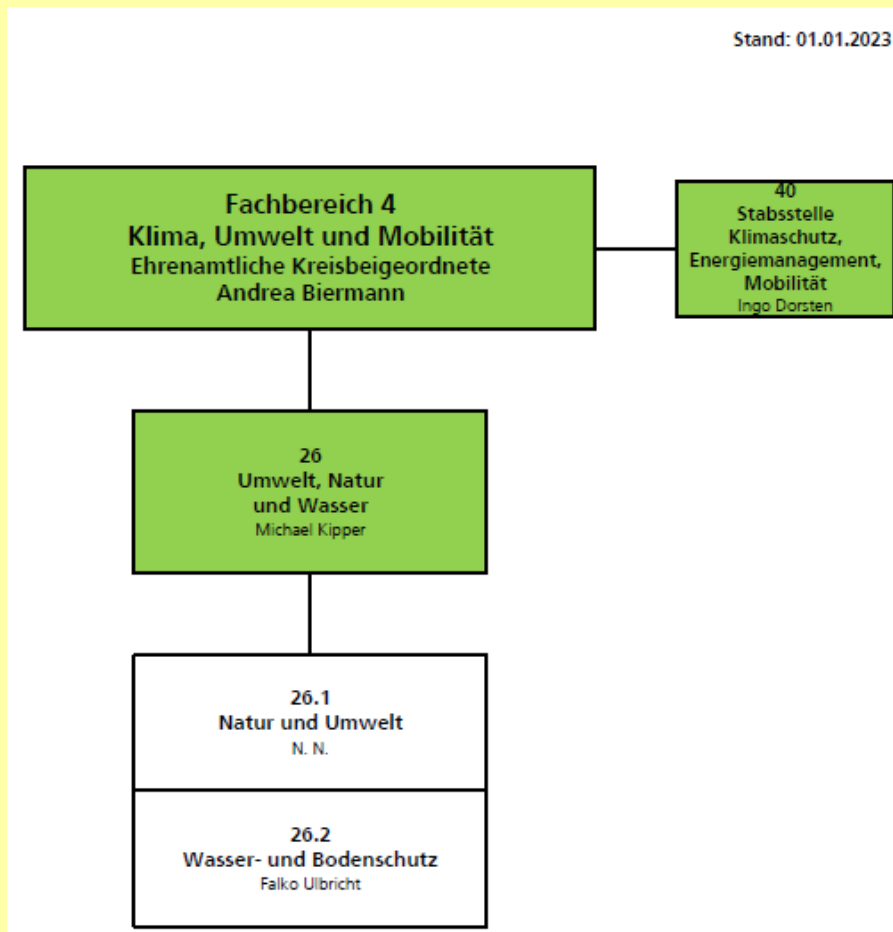 Stand: 01.01.2023
Fachbereich 4
Klima, Umwelt und Mobilität
Ehrenamtliche Kreisbeigeordnete
Andrea Biermann
40
Stabsstelle
Klimaschutz,
Energiemanagement,
Mobilität
Ingo Dorsten
26
Umwelt, Natur
und Wasser
Michael Kipper
26.1
Natur und Umwelt
N. N.
26.2
Wasser- und Bodenschutz
Falko Ulbricht